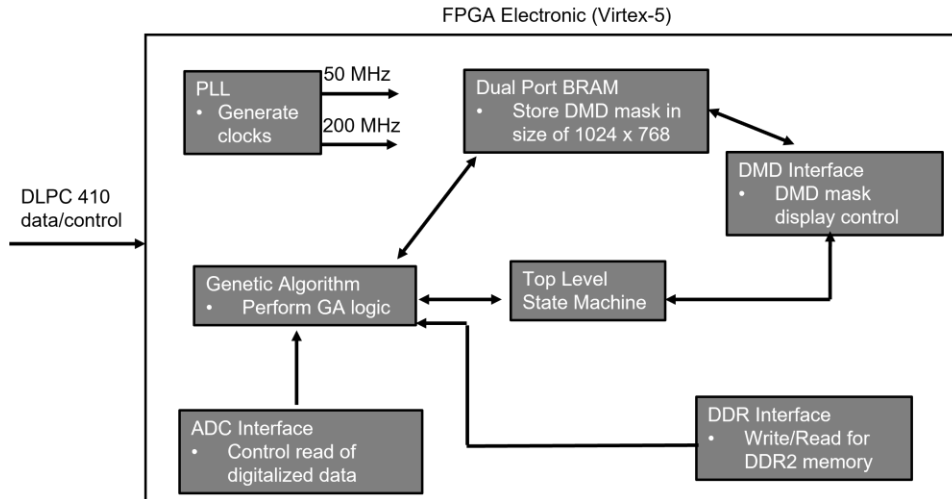 FPGA Electronic (Virtex-5)
PLL
• Generate
clocks
50 MHz
200 MHz
Dual Port BRAM
• Store DMD mask in
size of 1024 x 768
DMD Interface
• DMD mask
display control
DLPC 410
data/control
Genetic Algorithm
• Perform GA logic
Top Level
State Machine
ADC Interface
• Control read of
digitalized data
DDR Interface
• Write/Read for
DDR2 memory